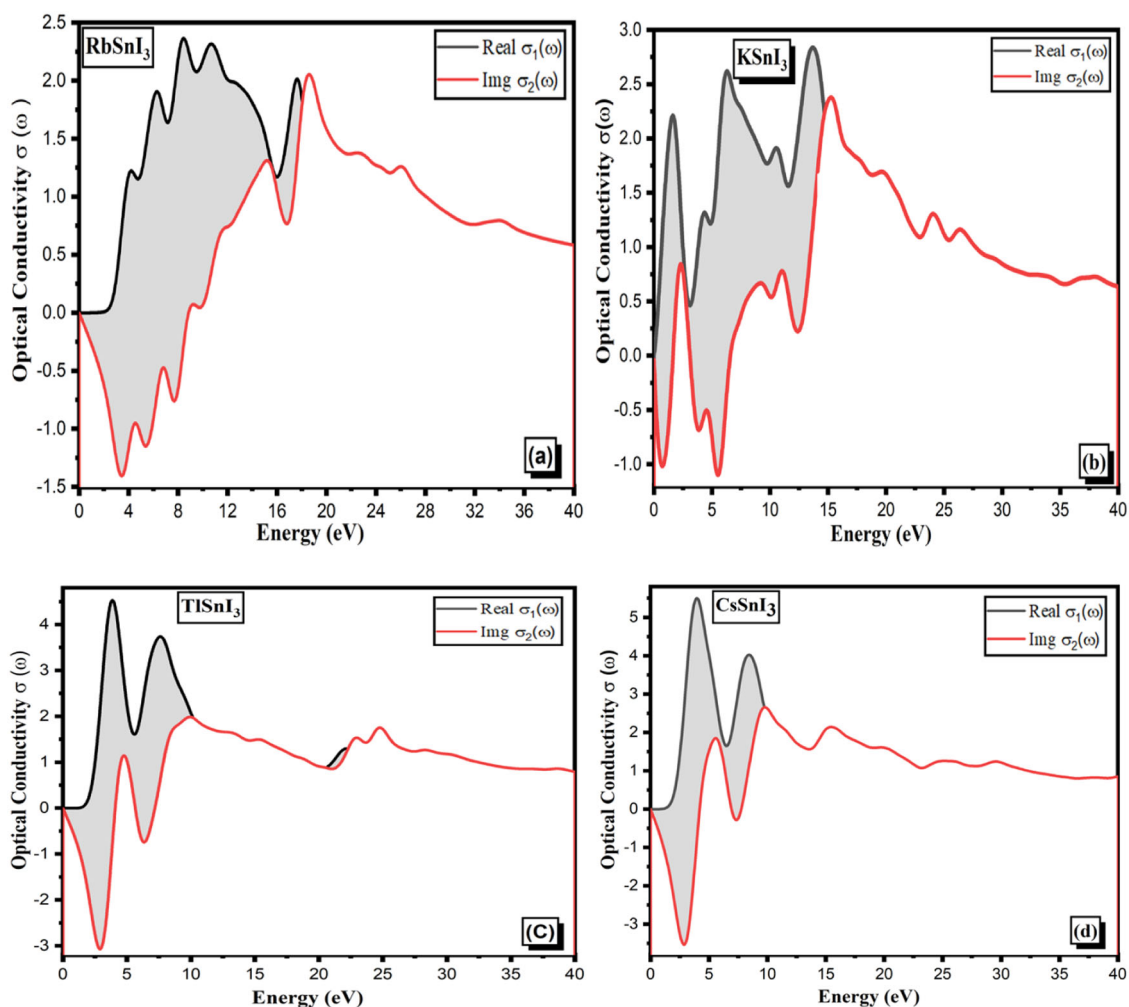 RbSnI₃
Real σ₁(ω)
Img σ₂(ω)
Optical Conductivity σ (ω)
2.5
2.0
1.5
1.0
0.5
0.0
-0.5
-1.0
-1.5
(a)
0 4 8 12 16 20 24 28 32 36 40
Energy (eV)
KSnI₃
Real σ₁(ω)
Img σ₂(ω)
Optical Conductivity σ(ω)
3.0
2.5
2.0
1.5
1.0
0.5
0.0
-0.5
-1.0
(b)
0 5 10 15 20 25 30 35 40
Energy (eV)
TlSnI₃
Real σ₁(ω)
Img σ₂(ω)
Optical Conductivity σ (ω)
4
3
2
1
0
-1
-2
-3
(C)
0 5 10 15 20 25 30 35 40
Energy (eV)
CsSnI₃
Real σ₁(ω)
Img σ₂(ω)
Optical Conductivity σ (ω)
5
4
3
2
1
0
-1
-2
-3
(d)
0 5 10 15 20 25 30 35 40
Energy (eV)